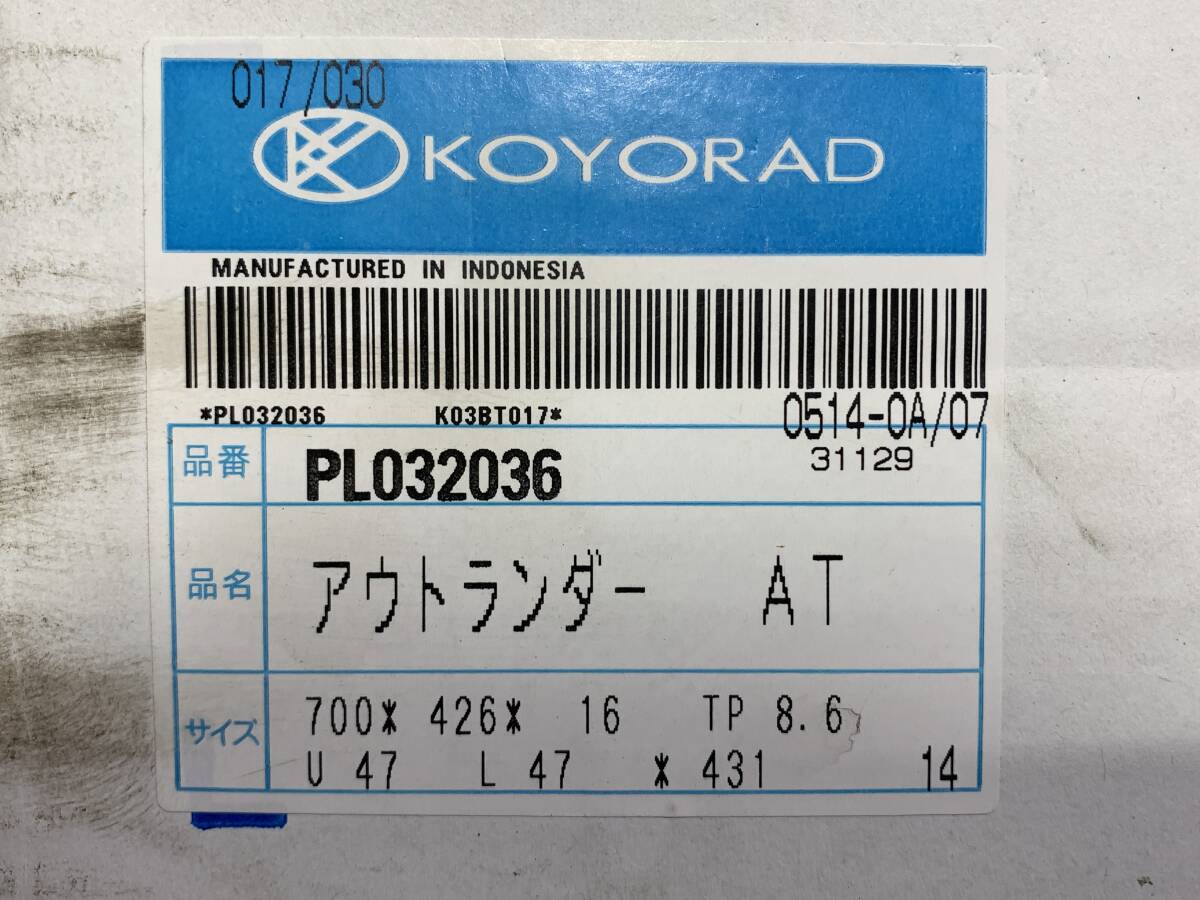 017/030
KOYORAD
MANUFACTURED IN INDONESIA
*PL032036 K03BT017*
0514-0A/07
品番 PL032036 31129
品名 アウトランダー AT
サイズ 700* 426* 16 TP 8.6
U 47 L 47 * 431 14